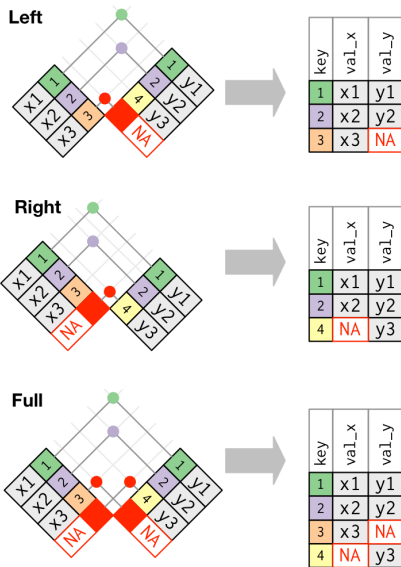 Left
x1 1
x2 2
x3 3
1 y1
2 y2
4 y3
NA
key val_x val_y
1 x1 y1
2 x2 y2
3 x3 NA
Right
x1 1
x2 2
x3 3
NA
1 y1
2 y2
4 y3
key val_x val_y
1 x1 y1
2 x2 y2
4 NA y3
Full
x1 1
x2 2
x3 3
NA
1 y1
2 y2
4 y3
NA
key val_x val_y
1 x1 y1
2 x2 y2
3 x3 NA
4 NA y3